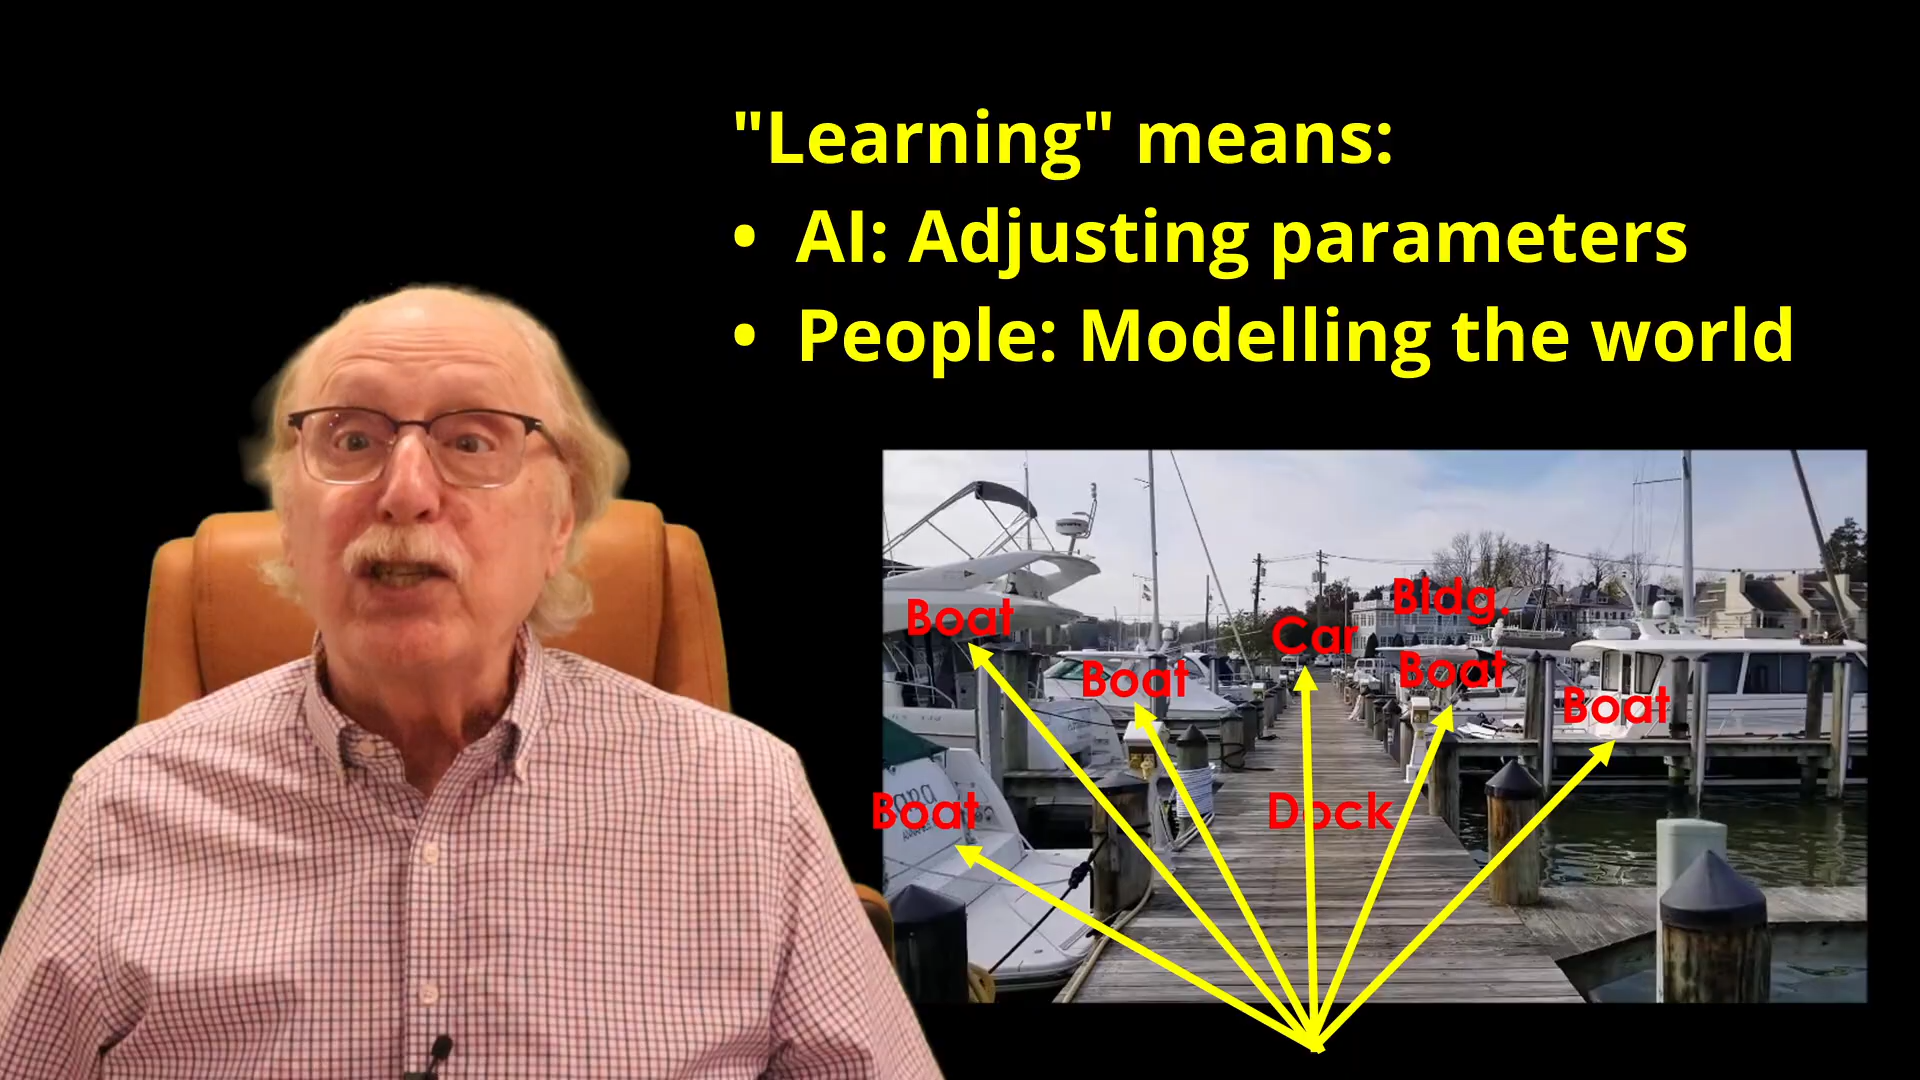 "Learning" means:
• AI: Adjusting parameters
• People: Modelling the world
Bldg.
Boat
Car
Boat
Boat
Boat
Boat
Dock